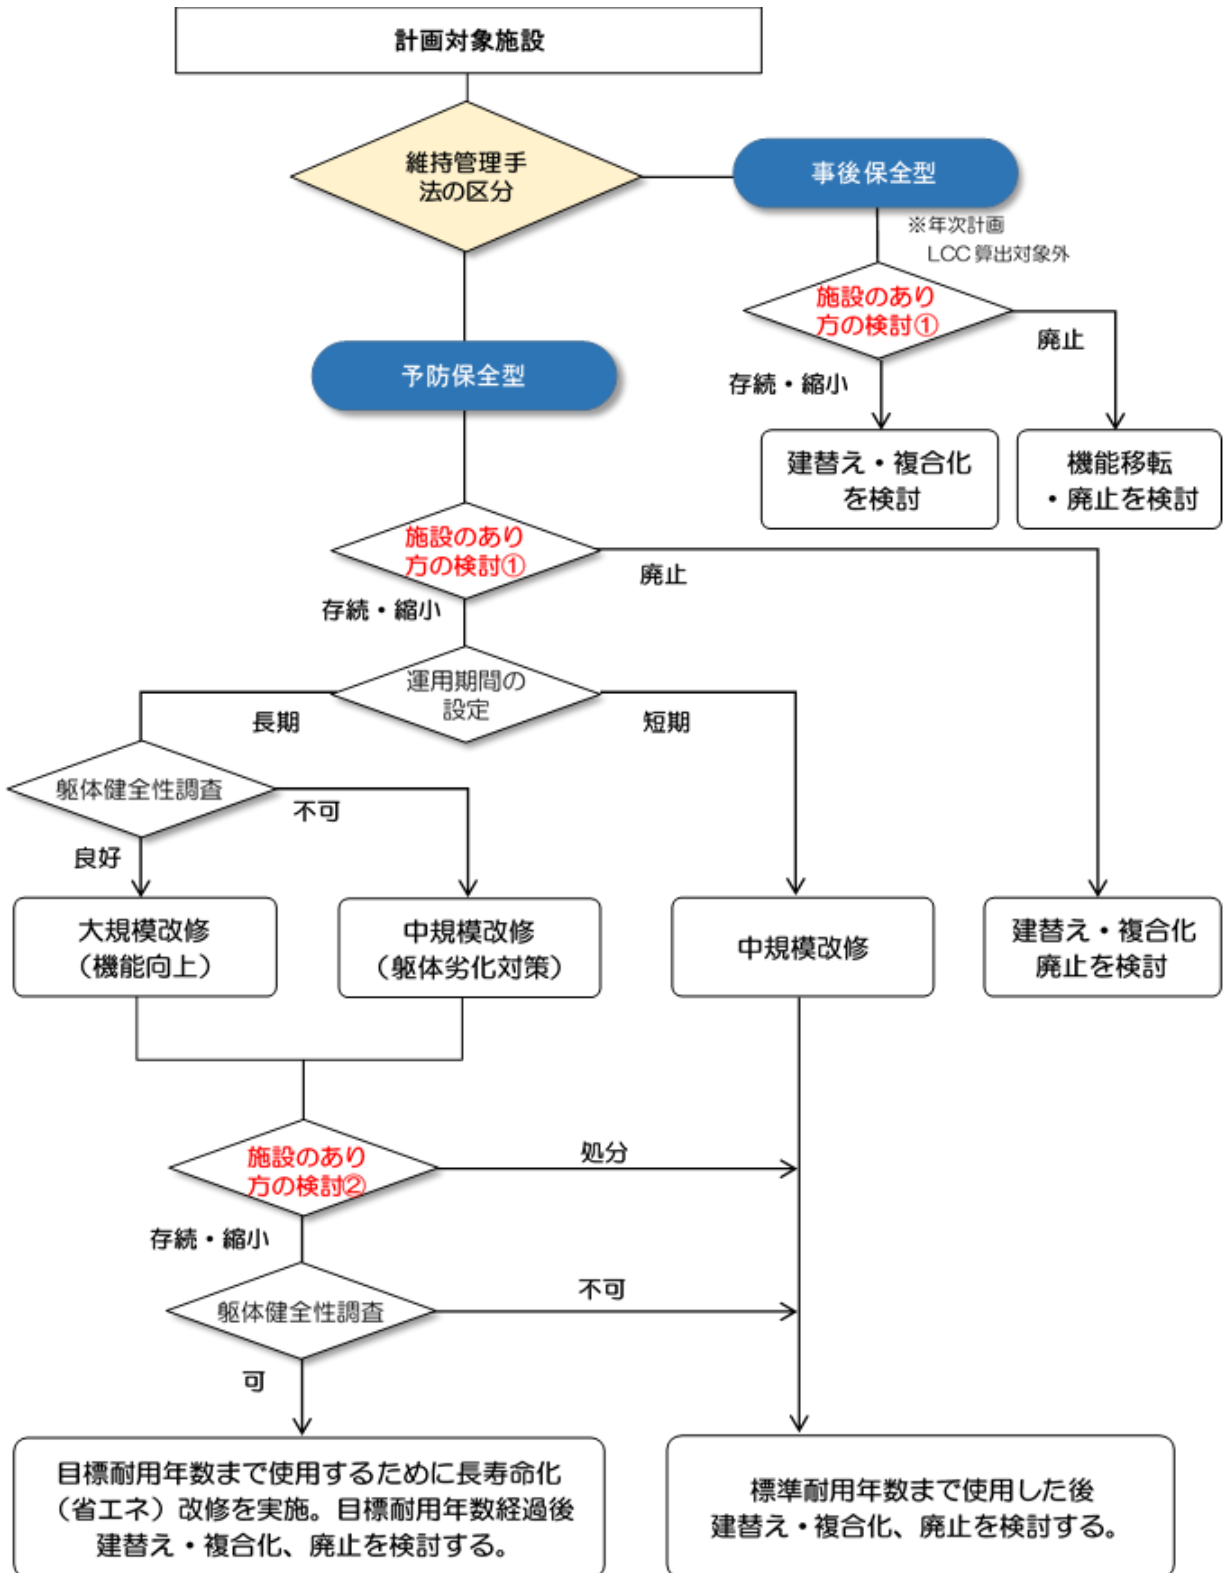 計画対象施設
維持管理手
法の区分
事後保全型
※年次計画
LCC 算出対象外
施設のあり
方の検討①
廃止
存続・縮小
予防保全型
建替え・複合化
を検討
機能移転
・廃止を検討
施設のあり
方の検討①
廃止
存続・縮小
運用期間の
設定
長期
短期
躯体健全性調査
不可
良好
大規模改修
（機能向上）
中規模改修
（躯体劣化対策）
中規模改修
建替え・複合化
廃止を検討
施設のあり
方の検討②
処分
存続・縮小
躯体健全性調査
不可
可
目標耐用年数まで使用するために長寿命化
（省エネ）改修を実施。目標耐用年数経過後
建替え・複合化、廃止を検討する。
標準耐用年数まで使用した後
建替え・複合化、廃止を検討する。